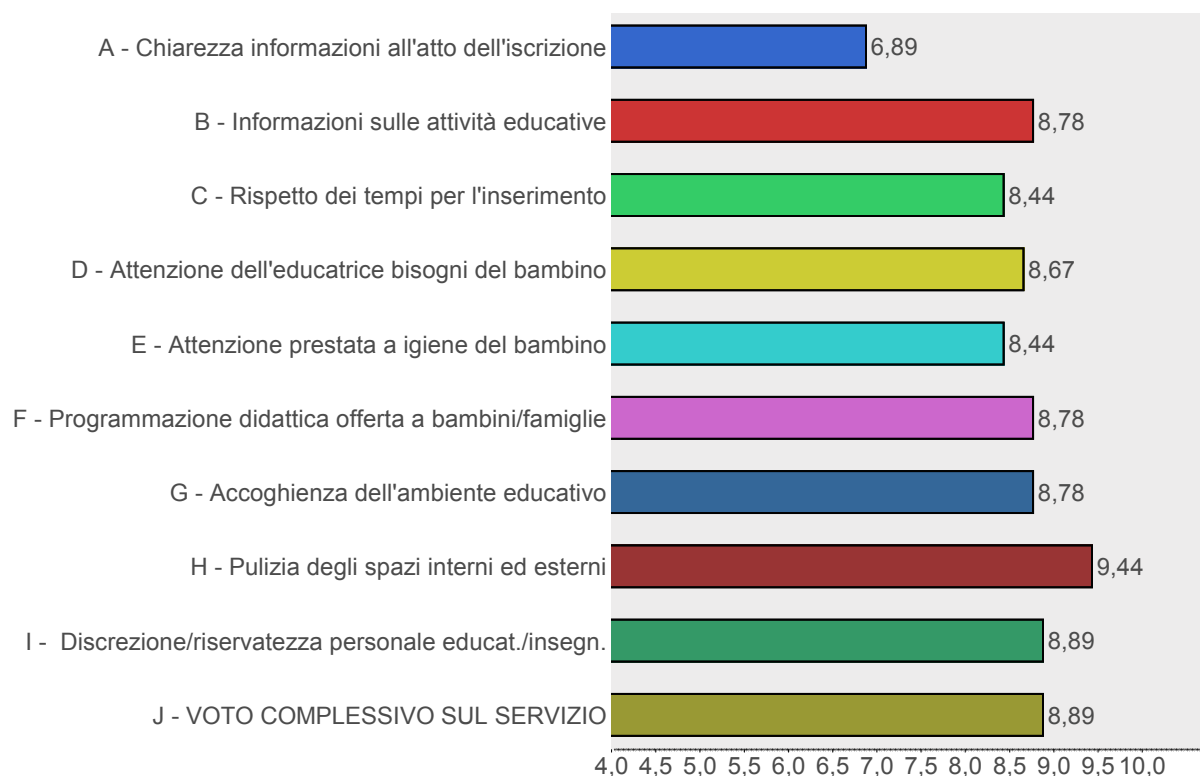 A - Chiarezza informazioni all'atto dell'iscrizione 6,89
B - Informazioni sulle attività educative 8,78
C - Rispetto dei tempi per l'inserimento 8,44
D - Attenzione dell'educatrice bisogni del bambino 8,67
E - Attenzione prestata a igiene del bambino 8,44
F - Programmazione didattica offerta a bambini/famiglie 8,78
G - Accoghienza dell'ambiente educativo 8,78
H - Pulizia degli spazi interni ed esterni 9,44
I -  Discrezione/riservatezza personale educat./insegn. 8,89
J - VOTO COMPLESSIVO SUL SERVIZIO 8,89
4,0 4,5 5,0 5,5 6,0 6,5 7,0 7,5 8,0 8,5 9,0 9,5 10,0